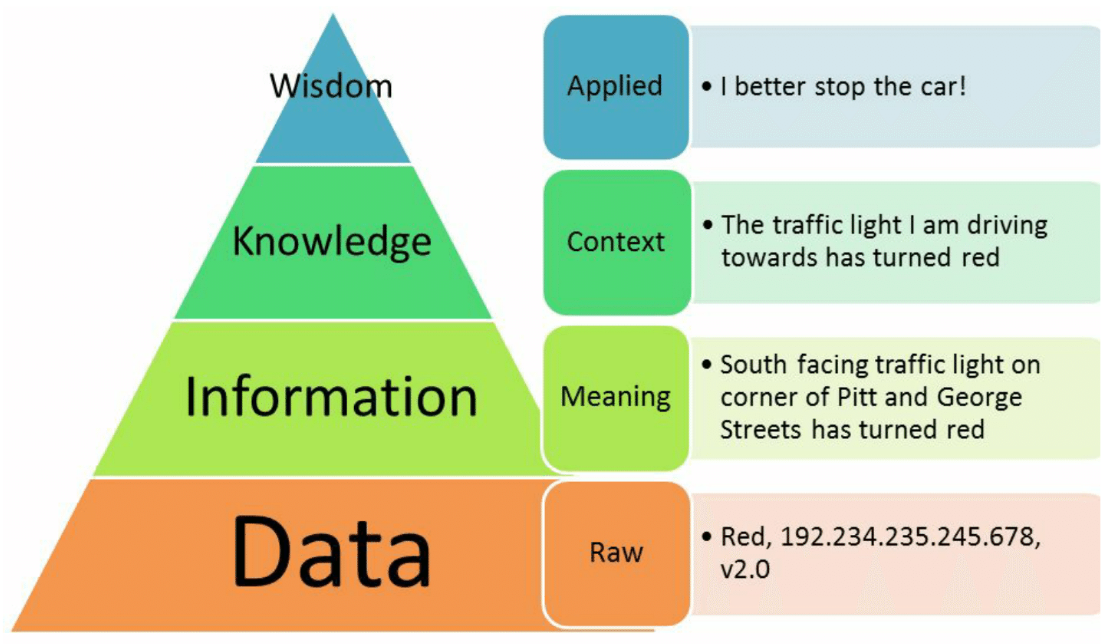 Wisdom
Applied
• I better stop the car!
Knowledge
Context
• The traffic light I am driving
towards has turned red
Information
Meaning
• South facing traffic light on
corner of Pitt and George
Streets has turned red
Data
Raw
• Red, 192.234.235.245.678,
v2.0